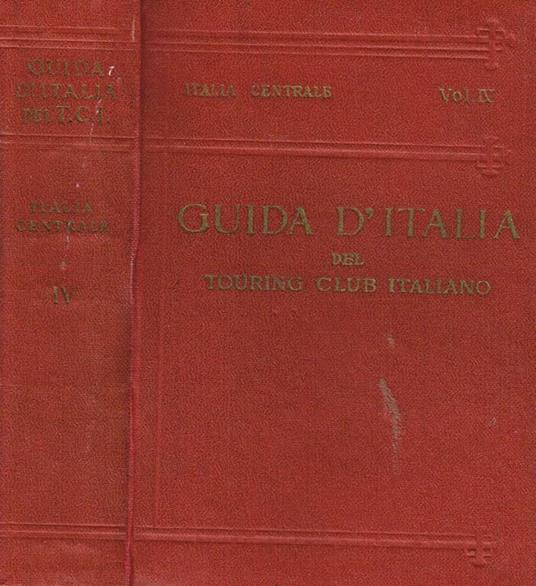 GUIDA
D'ITALIA
DEL T.C.I.
ITALIA
CENTRALE
IV
ITALIA CENTRALE
Vol. IV
GUIDA D'ITALIA
DEL
TOURING CLUB ITALIANO